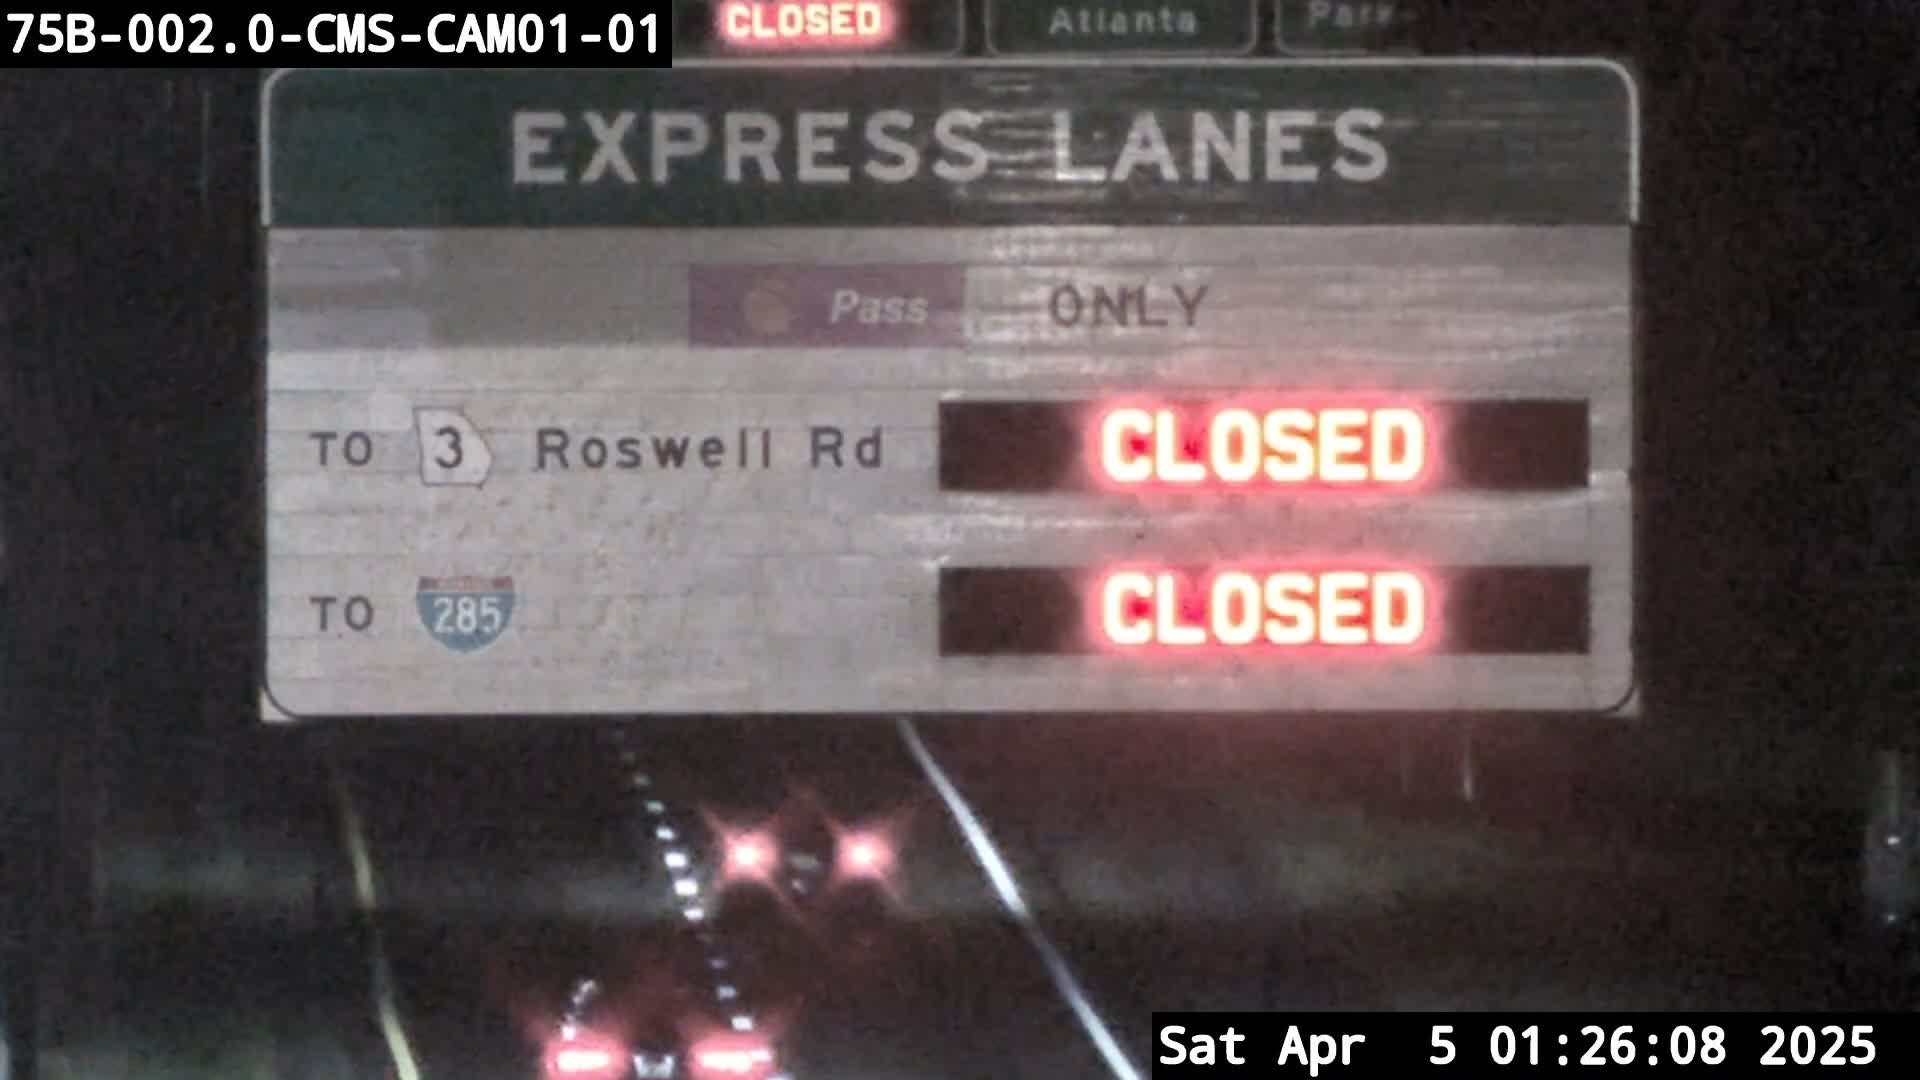 75B-002.0-CMS-CAM01-01
CLOSED
Atlanta
EXPRESS LANES
Pass ONLY
TO 3 Roswell Rd CLOSED
TO 285 CLOSED
Sat Apr 5 01:26:08 2025